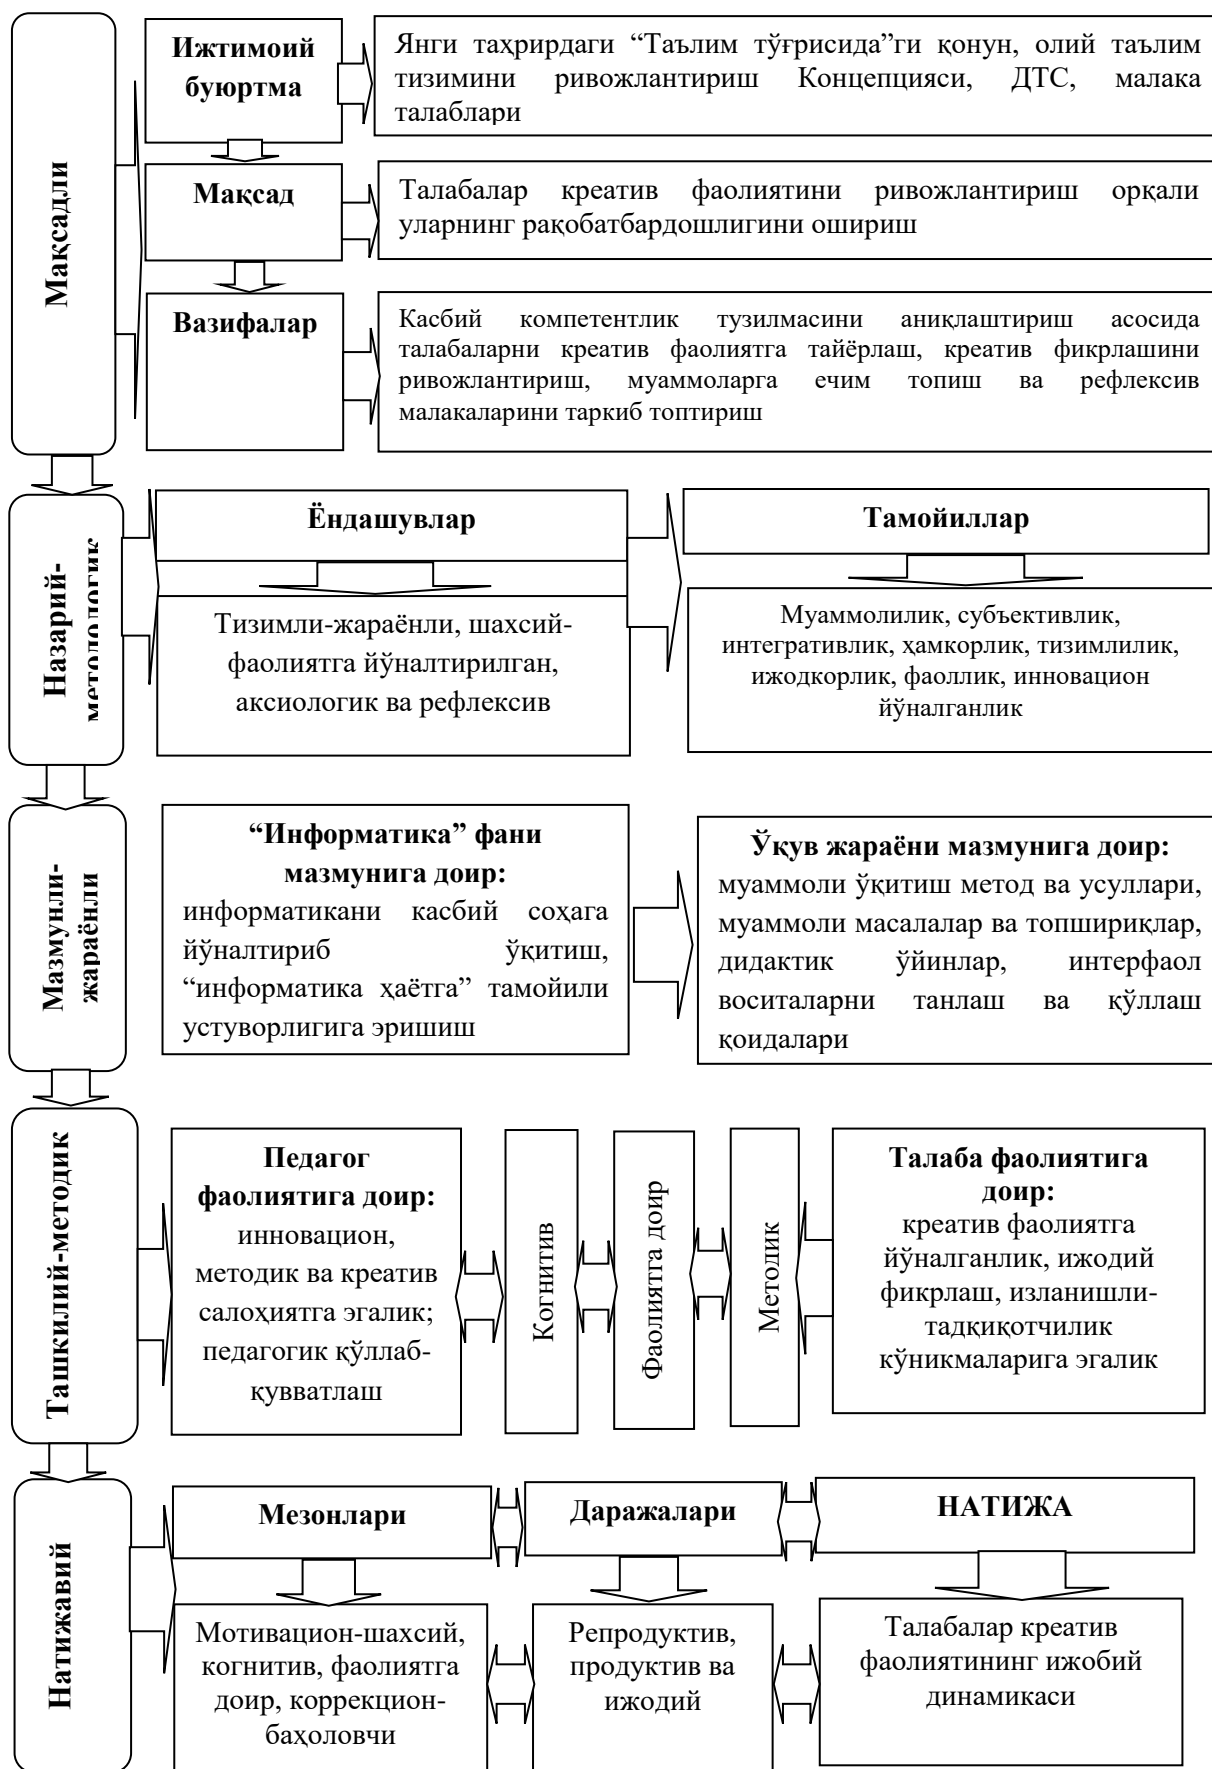 Мақсадли
Ижтимоий
буюртма
Янги таҳрирдаги “Таълим тўғрисида”ги қонун, олий таълим
тизимини ривожлантириш Концепцияси, ДТС, малака
талаблари
Мақсад
Талабалар креатив фаолиятини ривожлантириш орқали
уларнинг рақобатбардошлигини ошириш
Вазифалар
Касбий компетентлик тузилмасини аниқлаштириш асосида
талабаларни креатив фаолиятга тайёрлаш, креатив фикрлашини
ривожлантириш, муаммоларга ечим топиш ва рефлексив
малакаларини таркиб топтириш
Назарий-
методологик
Ёндашувлар
Тизимли-жараёнли, шахсий-
фаолиятга йўналтирилган,
аксиологик ва рефлексив
Тамойиллар
Муаммолилик, субъективлик,
интегративлик, ҳамкорлик, тизимлилик,
ижодкорлик, фаоллик, инновацион
йўналганлик
Мазмунли-
жараёнли
“Информатика” фани
мазмунига доир:
информатикани касбий соҳага
йўналтириб ўқитиш,
“информатика ҳаётга” тамойили
устуворлигига эришиш
Ўқув жараёни мазмунига доир:
муаммоли ўқитиш метод ва усуллари,
муаммоли масалалар ва топшириқлар,
дидактик ўйинлар, интерфаол
воситаларни танлаш ва қўллаш
қоидалари
Ташкилий-методик
Педагог
фаолиятига доир:
инновацион,
методик ва креатив
салоҳиятга эгалик;
педагогик қўллаб-
қувватлаш
Когнитив
Фаолиятга доир
Методик
Талаба фаолиятига
доир:
креатив фаолиятга
йўналганлик, ижодий
фикрлаш, изланишли-
тадқиқотчилик
кўникмаларига эгалик
Натижавий
Мезонлари
Даражалари
НАТИЖА
Мотивацион-шахсий,
когнитив, фаолиятга
доир, коррекцион-
баҳоловчи
Репродуктив,
продуктив ва
ижодий
Талабалар креатив
фаолиятининг ижобий
динамикаси